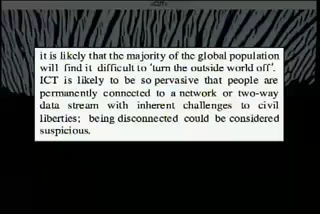 it is likely that the majority of the global population
will find it difficult to 'turn the outside world off'.
ICT is likely to be so pervasive that people are
permanently connected to a network or two-way
data stream with inherent challenges to civil
liberties; being disconnected could be considered
suspicious.